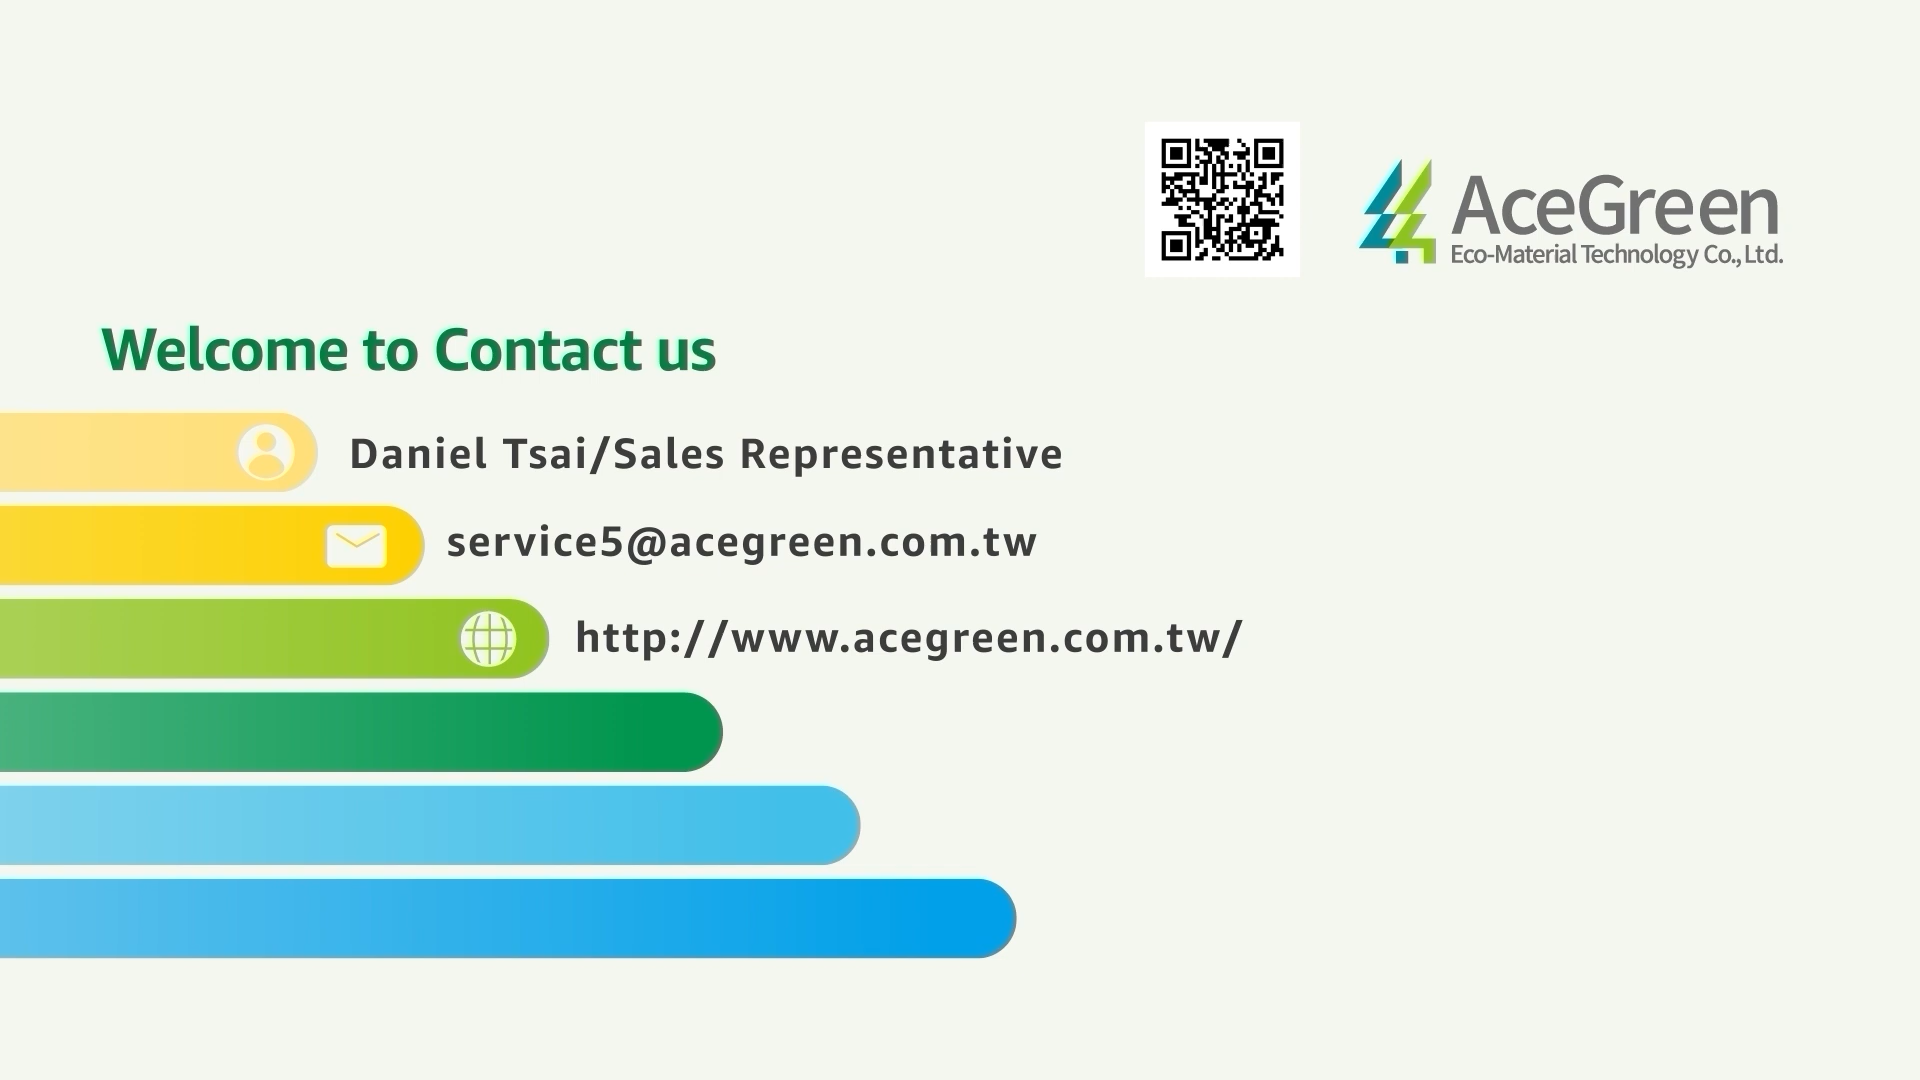 AceGreen
Eco-Material Technology Co., Ltd.
Welcome to Contact us
Daniel Tsai/Sales Representative
service5@acegreen.com.tw
http://www.acegreen.com.tw/